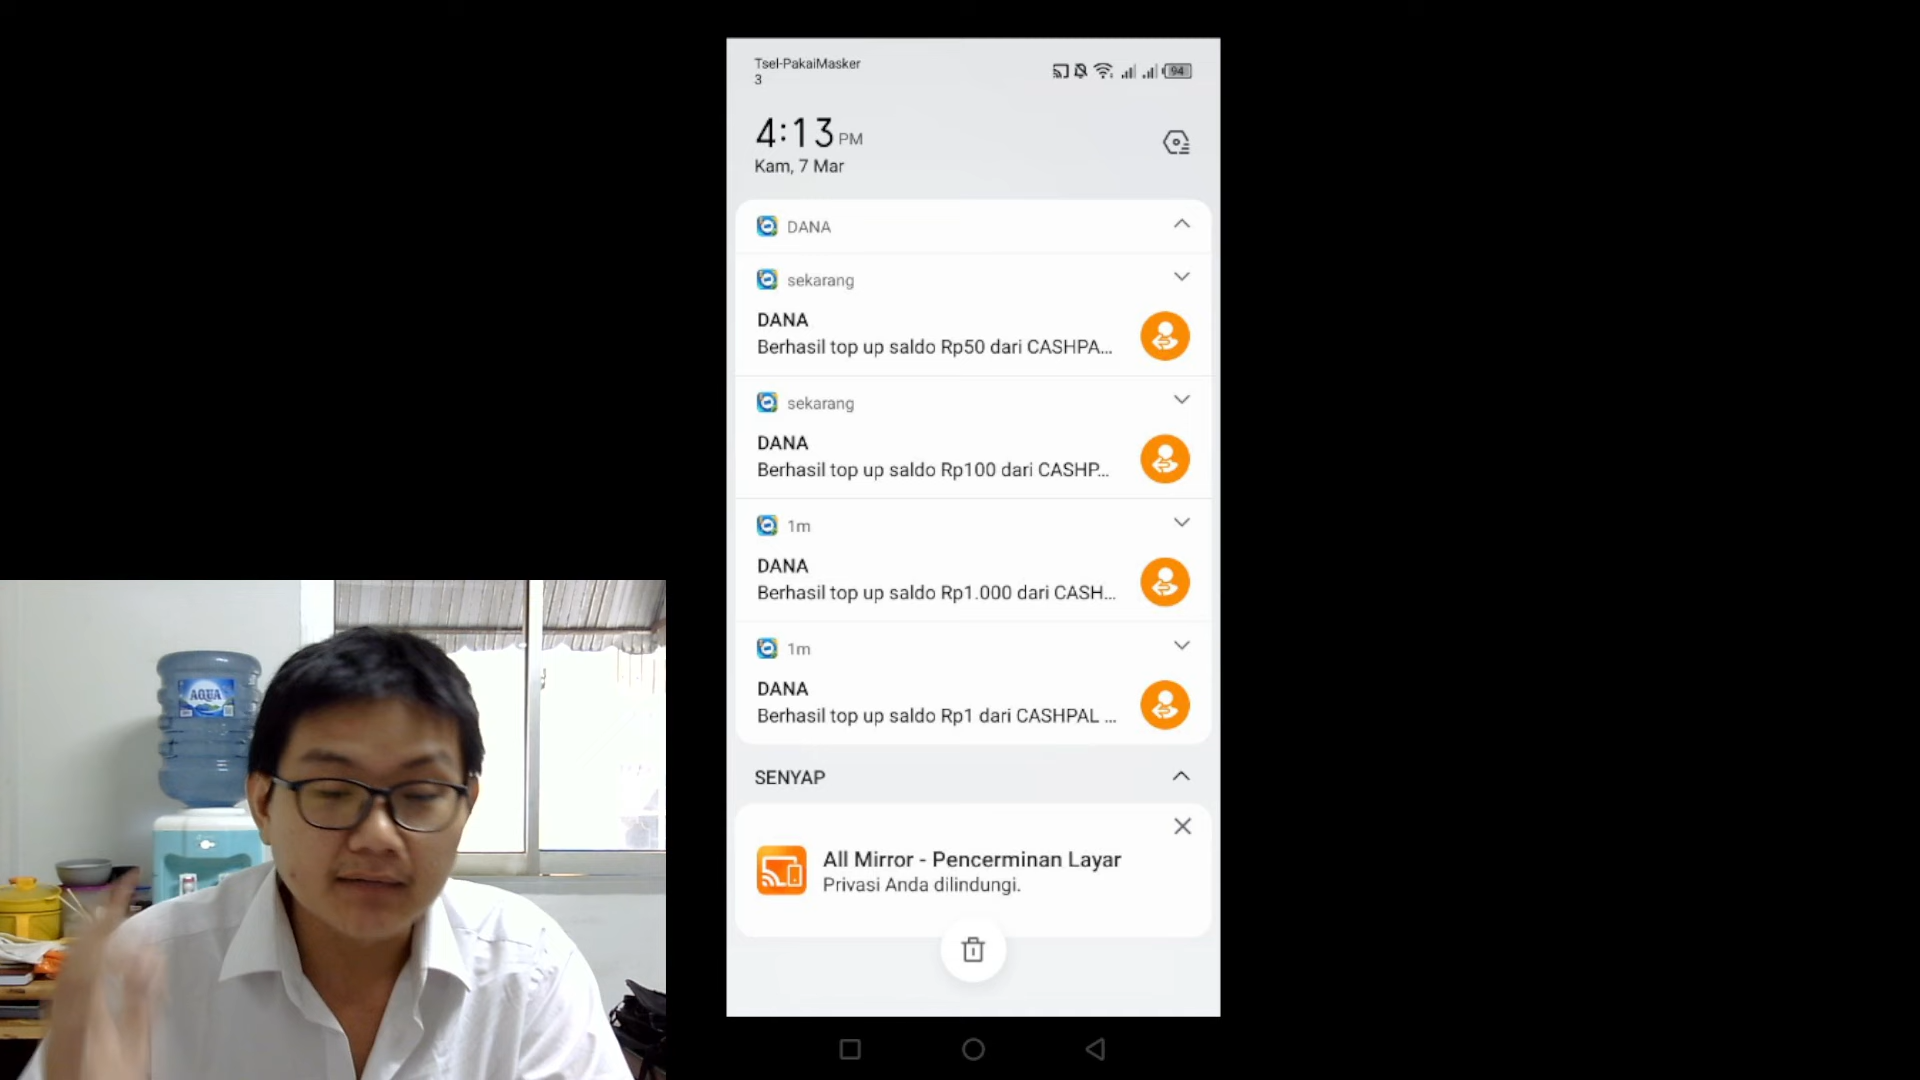 Tsel-PakaiMasker
3
94
4:13 PM
Kam, 7 Mar
DANA
sekarang
DANA
Berhasil top up saldo Rp50 dari CASHPA...
sekarang
DANA
Berhasil top up saldo Rp100 dari CASHP...
1m
DANA
Berhasil top up saldo Rp1.000 dari CASH...
1m
DANA
Berhasil top up saldo Rp1 dari CASHPAL ...
SENYAP
All Mirror - Pencerminan Layar
Privasi Anda dilindungi.
AQUA